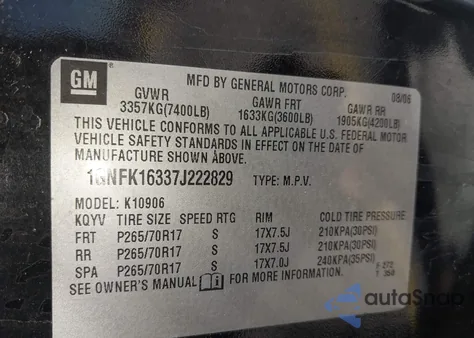 GM
MFD BY GENERAL MOTORS CORP. 08/06
GVWR GAWR FRT GAWR RR
3357KG(7400LB) 1633KG(3600LB) 1905KG(4200LB)
THIS VEHICLE CONFORMS TO ALL APPLICABLE U.S. FEDERAL MOTOR
VEHICLE SAFETY STANDARDS IN EFFECT ON THE DATE OF
MANUFACTURE SHOWN ABOVE.
1GNFK16337J222829 TYPE: M.P.V.
MODEL: K10906
KQYV TIRE SIZE SPEED RTG RIM COLD TIRE PRESSURE
FRT P265/70R17 S 17X7.5J 210KPA(30PSI)
RR P265/70R17 S 17X7.5J 210KPA(30PSI)
SPA P265/70R17 S 17X7.0J 240KPA(35PSI)
SEE OWNER'S MANUAL FOR MORE INFORMATION.
autoSnap